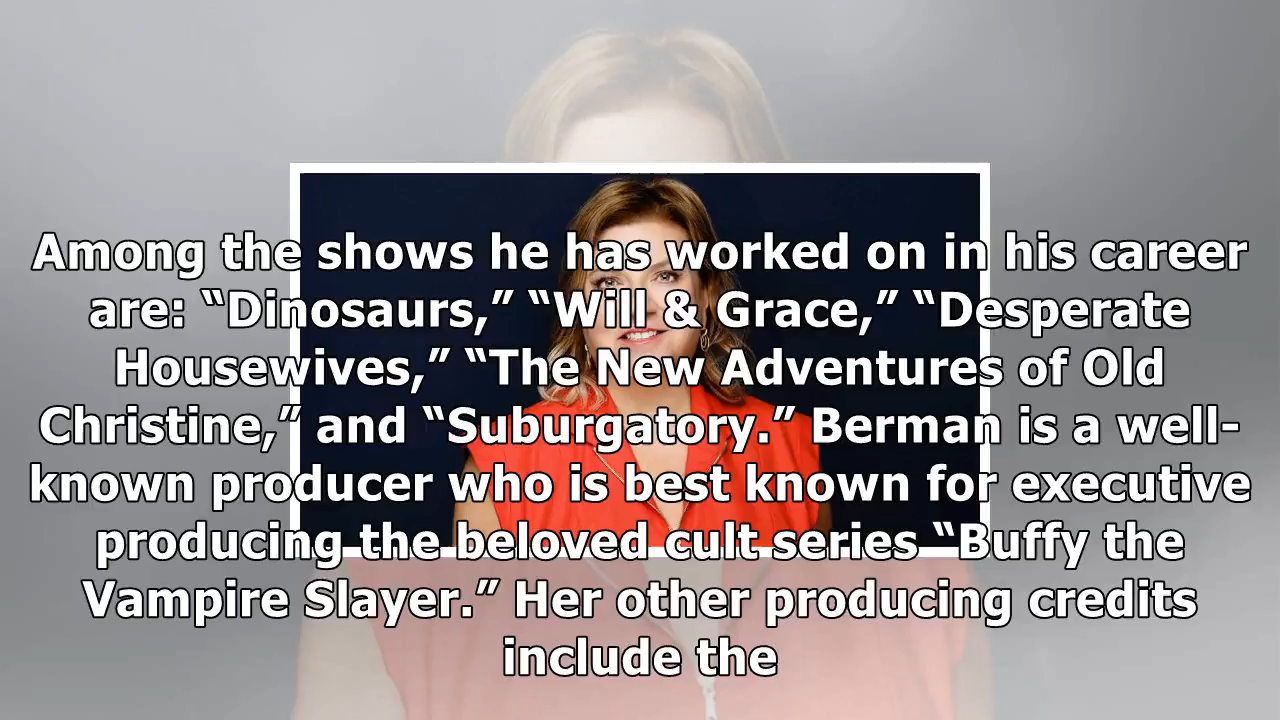 Among the shows he has worked on in his career
are: “Dinosaurs,” “Will & Grace,” “Desperate
Housewives,” “The New Adventures of Old
Christine,” and “Suburgatory.” Berman is a well-
known producer who is best known for executive
producing the beloved cult series “Buffy the
Vampire Slayer.” Her other producing credits
include the